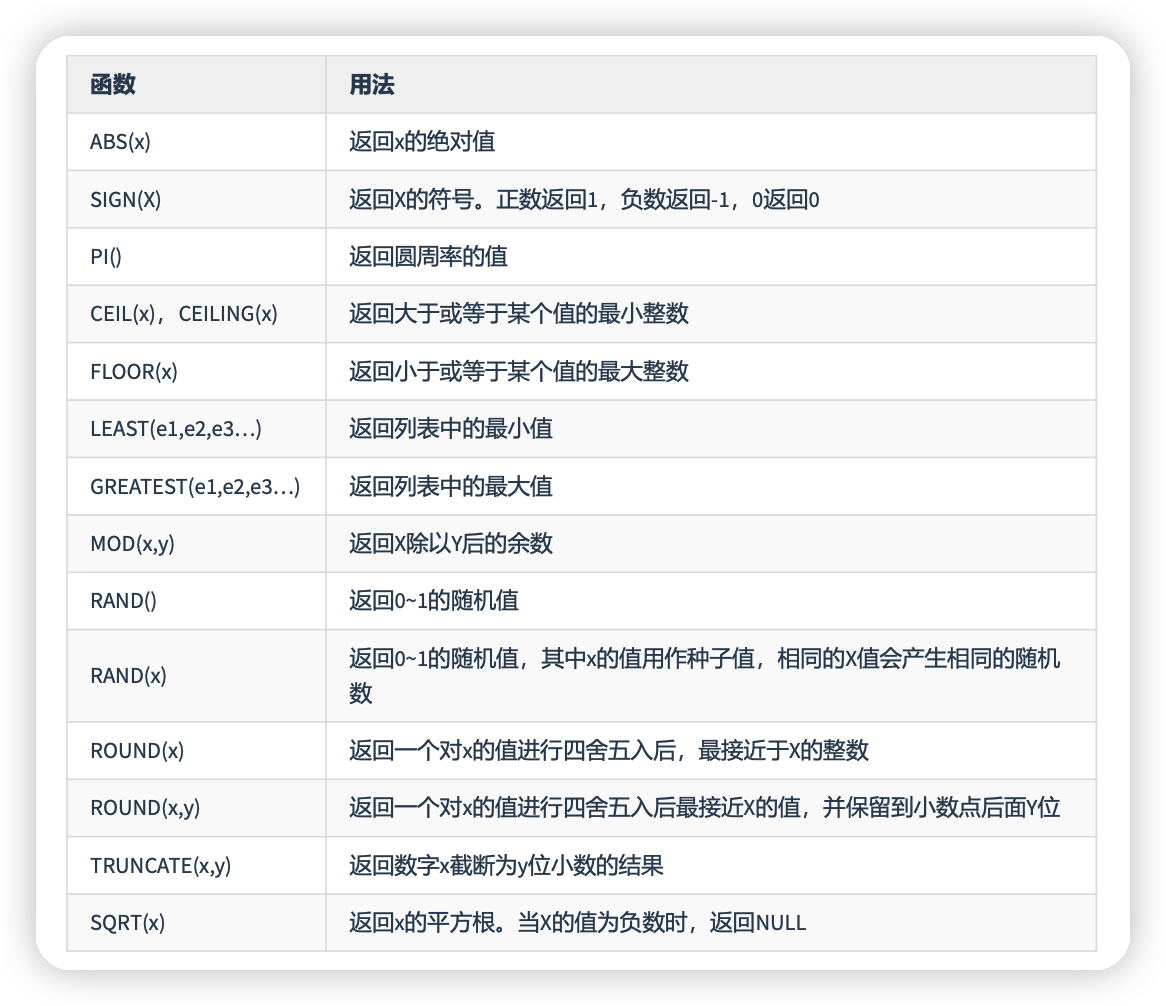 函数 用法
ABS(x) 返回x的绝对值
SIGN(X) 返回X的符号。正数返回1，负数返回-1，0返回0
PI() 返回圆周率的值
CEIL(x)，CEILING(x) 返回大于或等于某个值的最小整数
FLOOR(x) 返回小于或等于某个值的最大整数
LEAST(e1,e2,e3…) 返回列表中的最小值
GREATEST(e1,e2,e3…) 返回列表中的最大值
MOD(x,y) 返回X除以Y后的余数
RAND() 返回0~1的随机值
RAND(x) 返回0~1的随机值，其中x的值用作种子值，相同的X值会产生相同的随机
数
ROUND(x) 返回一个对x的值进行四舍五入后，最接近于X的整数
ROUND(x,y) 返回一个对x的值进行四舍五入后最接近X的值，并保留到小数点后面Y位
TRUNCATE(x,y) 返回数字x截断为y位小数的结果
SQRT(x) 返回x的平方根。当X的值为负数时，返回NULL